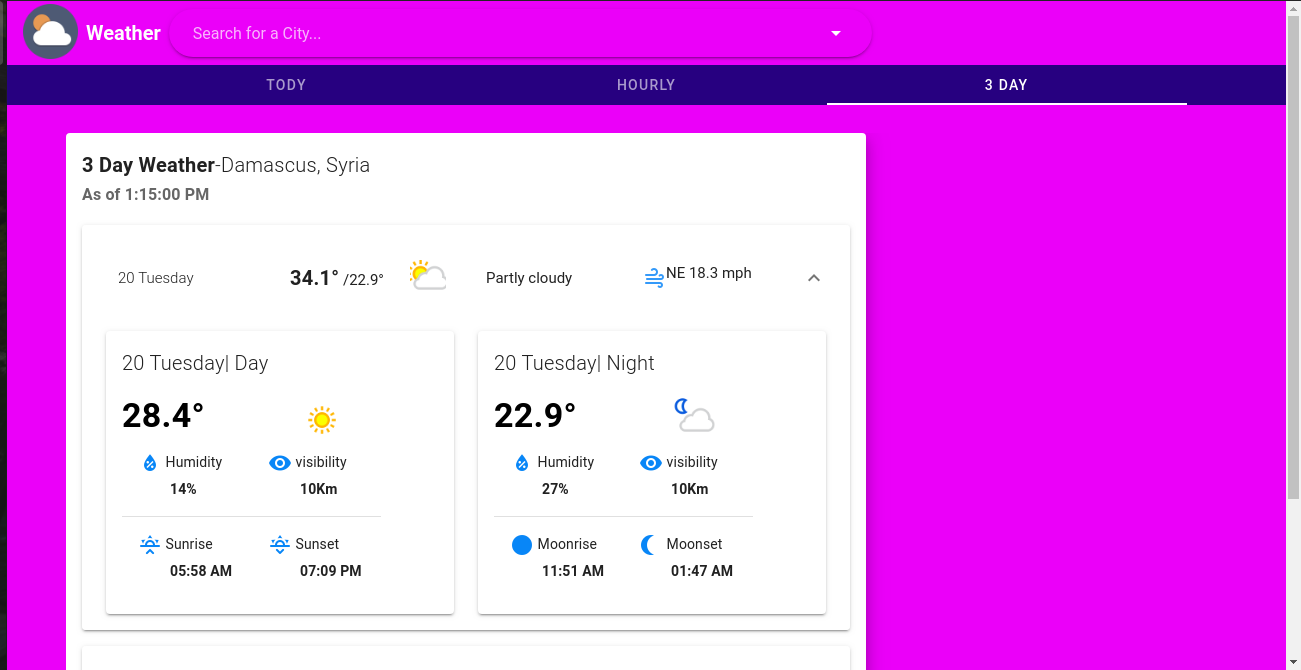 Weather
Search for a City...
TODY HOURLY 3 DAY
3 Day Weather-Damascus, Syria
As of 1:15:00 PM
20 Tuesday 34.1° /22.9° Partly cloudy NE 18.3 mph
20 Tuesday| Day
28.4°
Humidity visibility
14% 10Km
Sunrise Sunset
05:58 AM 07:09 PM
20 Tuesday| Night
22.9°
Humidity visibility
27% 10Km
Moonrise Moonset
11:51 AM 01:47 AM